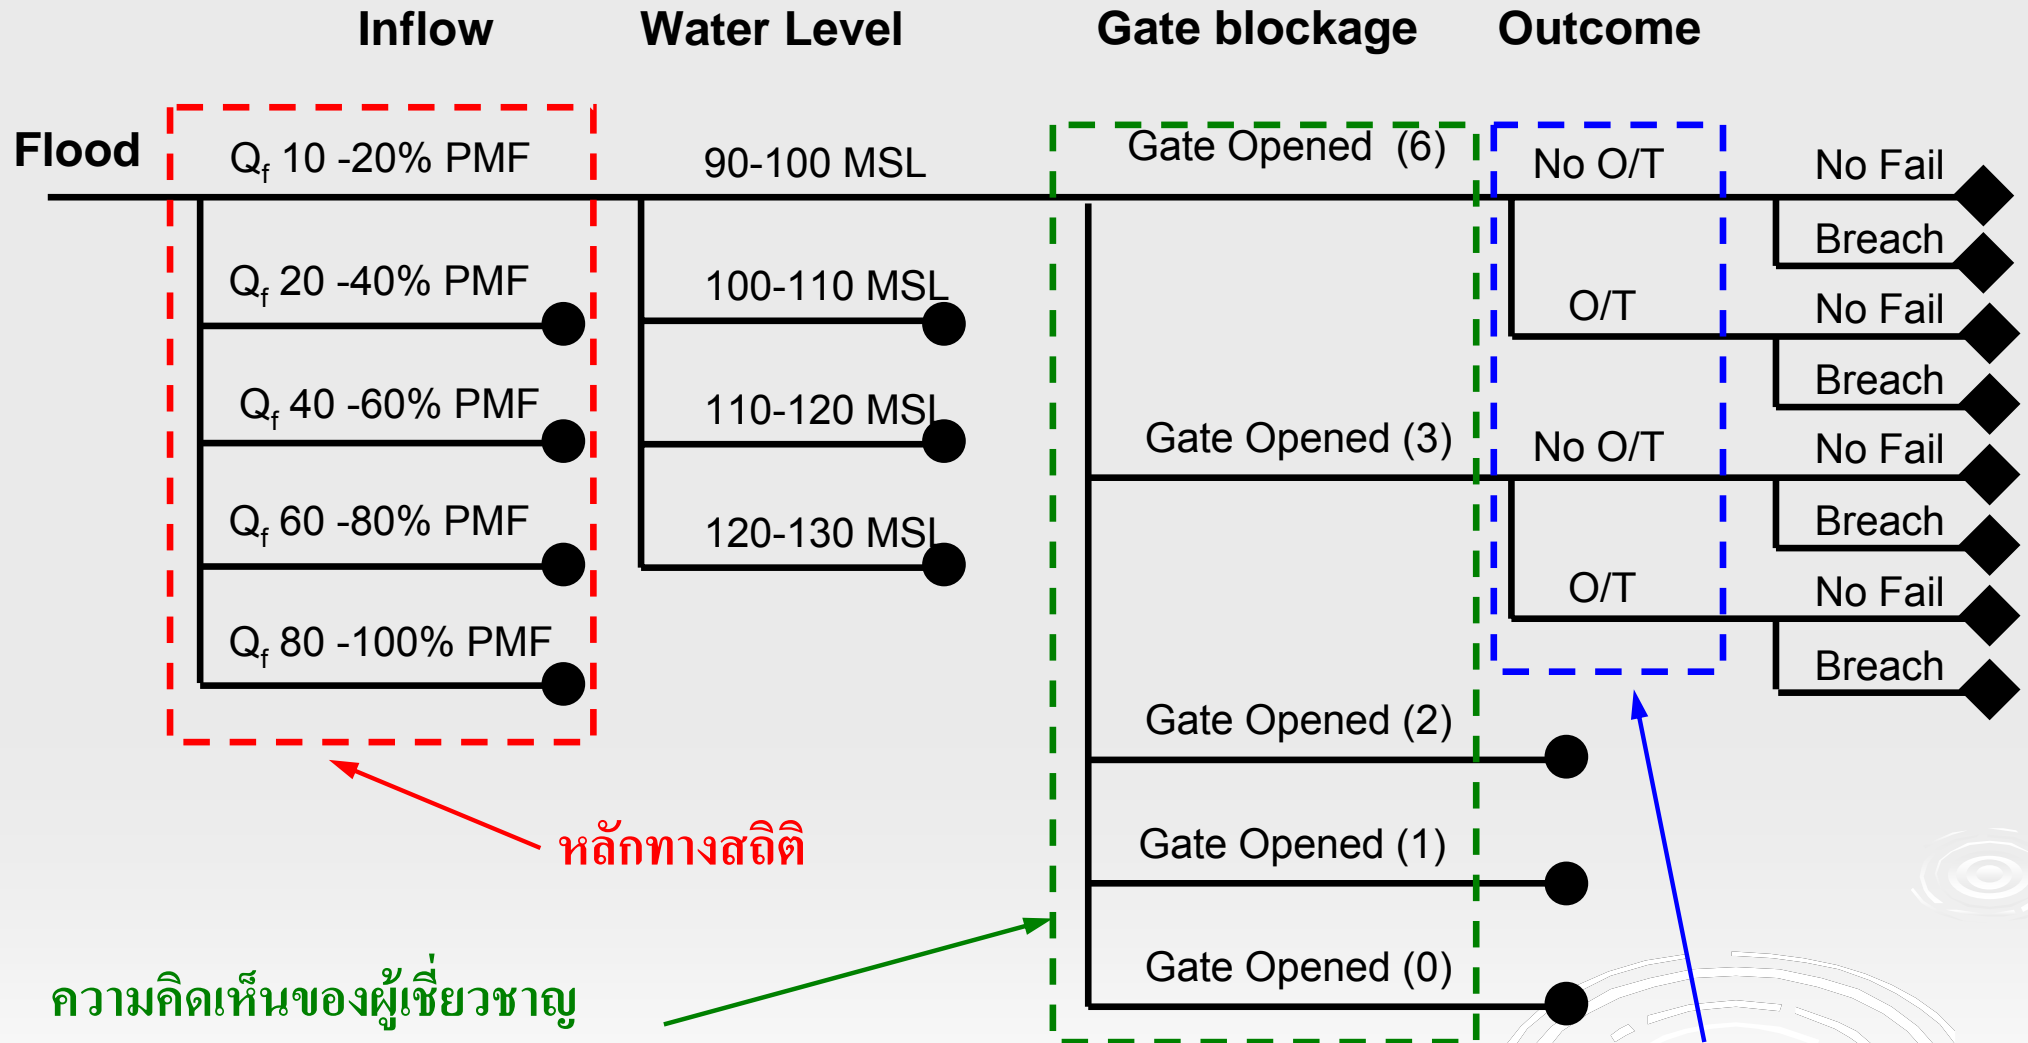 Inflow Water Level Gate blockage Outcome
Flood
Qf 10 -20% PMF
Qf 20 -40% PMF
Qf 40 -60% PMF
Qf 60 -80% PMF
Qf 80 -100% PMF
90-100 MSL
100-110 MSL
110-120 MSL
120-130 MSL
Gate Opened (6)
Gate Opened (3)
Gate Opened (2)
Gate Opened (1)
Gate Opened (0)
No O/T
O/T
No O/T
O/T
No Fail
Breach
No Fail
Breach
No Fail
Breach
No Fail
Breach
หลักทางสถิติ
ความคิดเห็นของผู้เชี่ยวชาญ